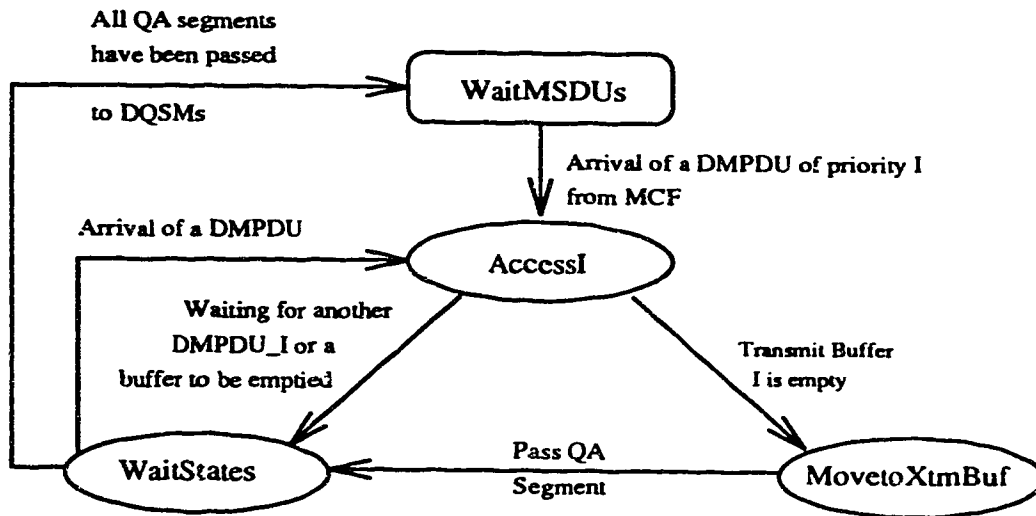 All QA segments
have been passed
to DQSMs
WaitMSDUs
Arrival of a DMPDU of priority I
from MCF
Arrival of a DMPDU
AccessI
Waiting for another
DMPDU_I or a
buffer to be emptied
Transmit Buffer
I is empty
WaitStates
Pass QA
Segment
MovetoXtmBuf